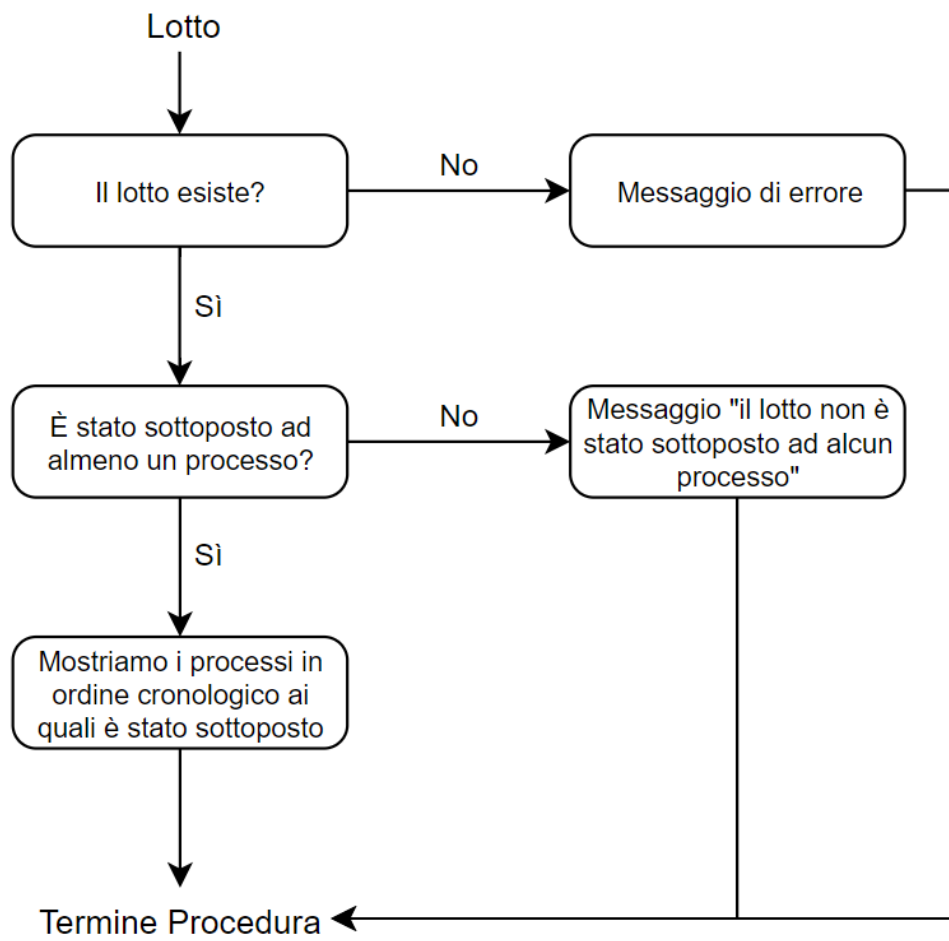 Lotto
Il lotto esiste?
No
Messaggio di errore
Sì
È stato sottoposto ad
almeno un processo?
No
Messaggio "il lotto non è
stato sottoposto ad alcun
processo"
Sì
Mostriamo i processi in
ordine cronologico ai
quali è stato sottoposto
Termine Procedura